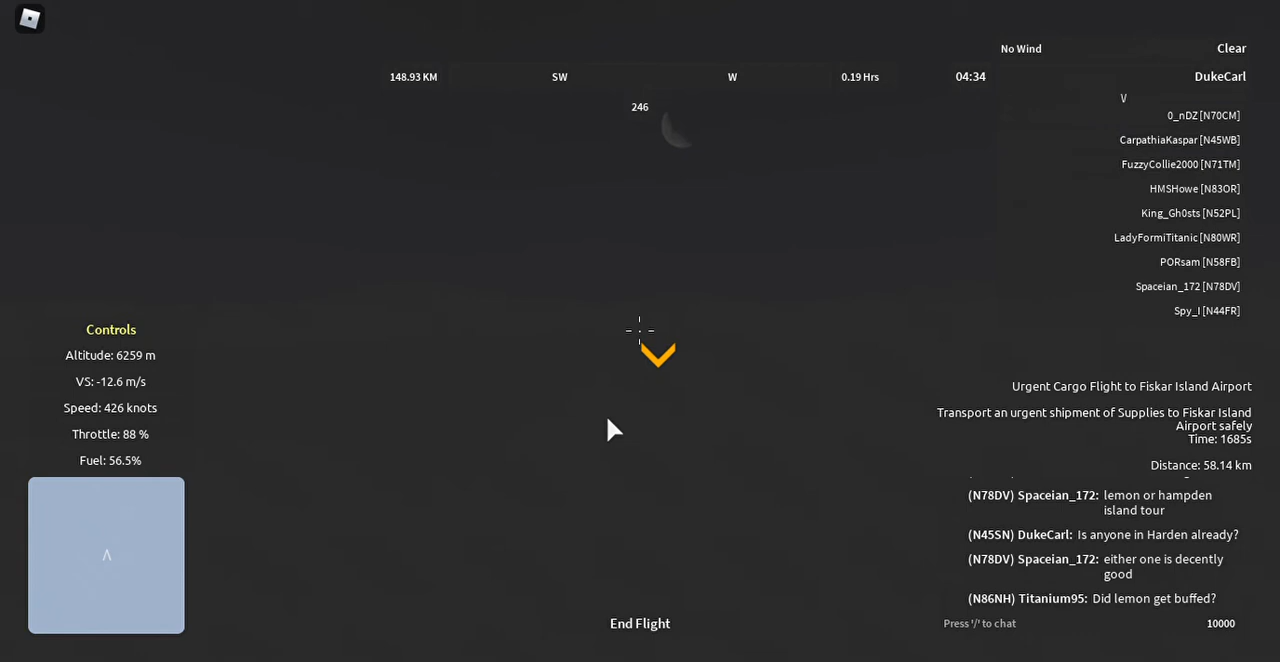 No Wind
Clear
148.93 KM
SW
W
0.19 Hrs
04:34
DukeCarl
246
0_nDZ [N70CM]
CarpathiaKaspar [N45WB]
FuzzyCollie2000 [N71TM]
HMSHowe [N83OR]
King_Gh0sts [N52PL]
LadyFormiTitanic [N80WR]
PORsam [N58FB]
Spaceian_172 [N78DV]
Spy_I [N44FR]
Controls
Altitude: 6259 m
VS: -12.6 m/s
Speed: 426 knots
Throttle: 88 %
Fuel: 56.5%
Urgent Cargo Flight to Fiskar Island Airport
Transport an urgent shipment of Supplies to Fiskar Island
Airport safely
Time: 1685s
Distance: 58.14 km
(N78DV) Spaceian_172: lemon or hampden
island tour
(N45SN) DukeCarl: Is anyone in Harden already?
(N78DV) Spaceian_172: either one is decently
good
(N86NH) Titanium95: Did lemon get buffed?
End Flight
Press '/' to chat
10000